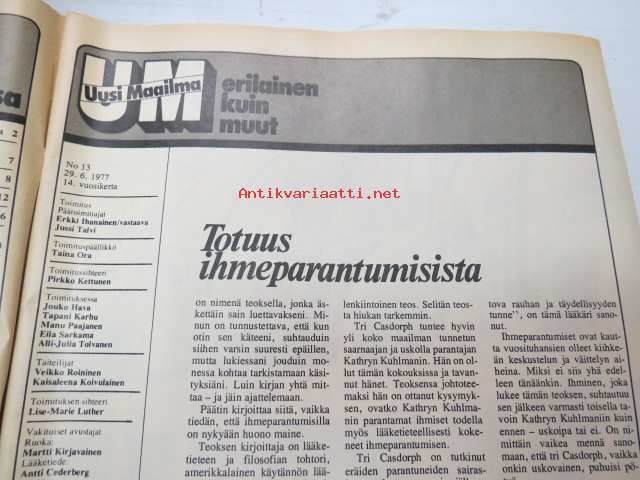 sa
2
7
8
12
6
8
UM
Uusi Maailma
erilainen
kuin
muut
No 13
29. 6. 1977
14. vuosikerta
Toimitus
Päätoimittajat
Erkki Ihanainen/vastaava
Jussi Talvi
Toimituspäällikkö
Taina Ora
Toimitussihteeri
Pirkko Kettunen
Toimituksessa
Jouko Hava
Tapani Karhu
Manu Paajanen
Eila Sarkama
Alli-Julia Toivanen
Taiteilijat
Veikko Roininen
Kaisaleena Koivulainen
Toimituksen sihteeri
Lise-Marie Luther
Vakituiset avustajat
Ruoka:
Martti Kirjavainen
Lääketiede:
Antti Cederberg
Antikvariaatti.net
Totuus
ihmeparantumisista
on nimenä teoksella, jonka äs-
kettäin sain luettavakseni. Mi-
nun on tunnustettava, että kun
otin sen käteeni, suhtauduin
siihen varsin suuresti epäillen,
mutta lukiessani jouduin mo-
nessa kohtaa tarkistamaan käsi-
tyksiäni. Luin kirjan yhtä mit-
taa – ja jäin ajattelemaan.
Päätin kirjoittaa siitä, vaikka
tiedän, että ihmeparantumisilla
on nykyään huono maine.
Teoksen kirjoittaja on lääke-
tieteen ja filosofian tohtori,
amerikkalainen käytännön lää-
lenkiintoinen teos. Selitän teos-
ta hiukan tarkemmin.
Tri Casdorph tuntee hyvin
yli koko maailman tunnetun
saarnaajan ja uskolla parantajan
Kathryn Kuhlmanin. Hän on ol-
lut tämän kokouksissa ja tavan-
nut hänet. Teoksensa johtotee-
maksi hän on ottanut kysymyk-
sen, ovatko Kathryn Kuhlma-
nin parantamat ihmiset todella
myös lääketieteellisesti koke-
neet ihmeparantumisen.
Tri Casdorph on tutkinut
eräiden parantuneiden sairas-
tova rauhan ja täydellisyyden
tunne", on tämä lääkäri sano-
nut.
Ihmeparantumiset ovat kautta
vuosituhansien olleet kiihke-
än keskustelun ja väittelyn ai-
heina. Miksi ei siis yhä edel-
leen tänäänkin. Ihminen, joka
lukee tämän teoksen, suhtautuu
sen jälkeen varmasti toisella ta-
voin Kathryn Kuhlmaniin kuin
ennen – uskoipa tai ei. On ni-
mittäin vaikea mennä sano-
maan, että tri Casdorph, vaikka
onkin uskovainen, puhuisi pö-